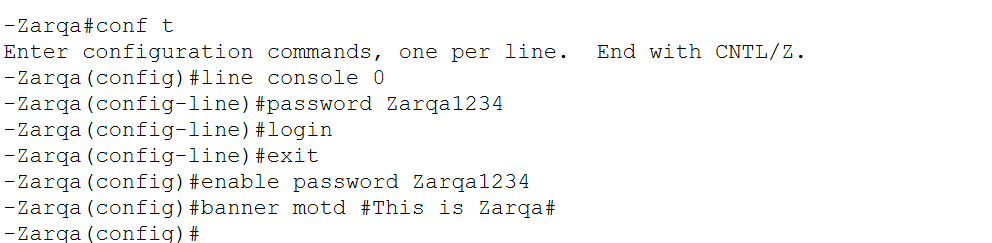 -Zarqa#conf t
Enter configuration commands, one per line.  End with CNTL/Z.
-Zarqa(config)#line console 0
-Zarqa(config-line)#password Zarqa1234
-Zarqa(config-line)#login
-Zarqa(config-line)#exit
-Zarqa(config)#enable password Zarqa1234
-Zarqa(config)#banner motd #This is Zarqa#
-Zarqa(config)#